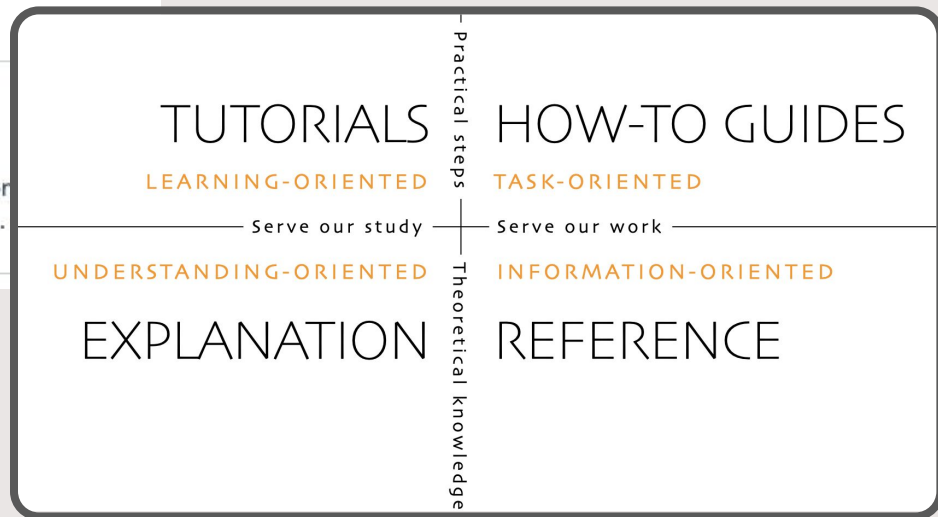 Practical steps
TUTORIALS
LEARNING-ORIENTED
HOW-TO GUIDES
TASK-ORIENTED
Serve our study
Serve our work
UNDERSTANDING-ORIENTED
EXPLANATION
INFORMATION-ORIENTED
REFERENCE
Theoretical knowledge